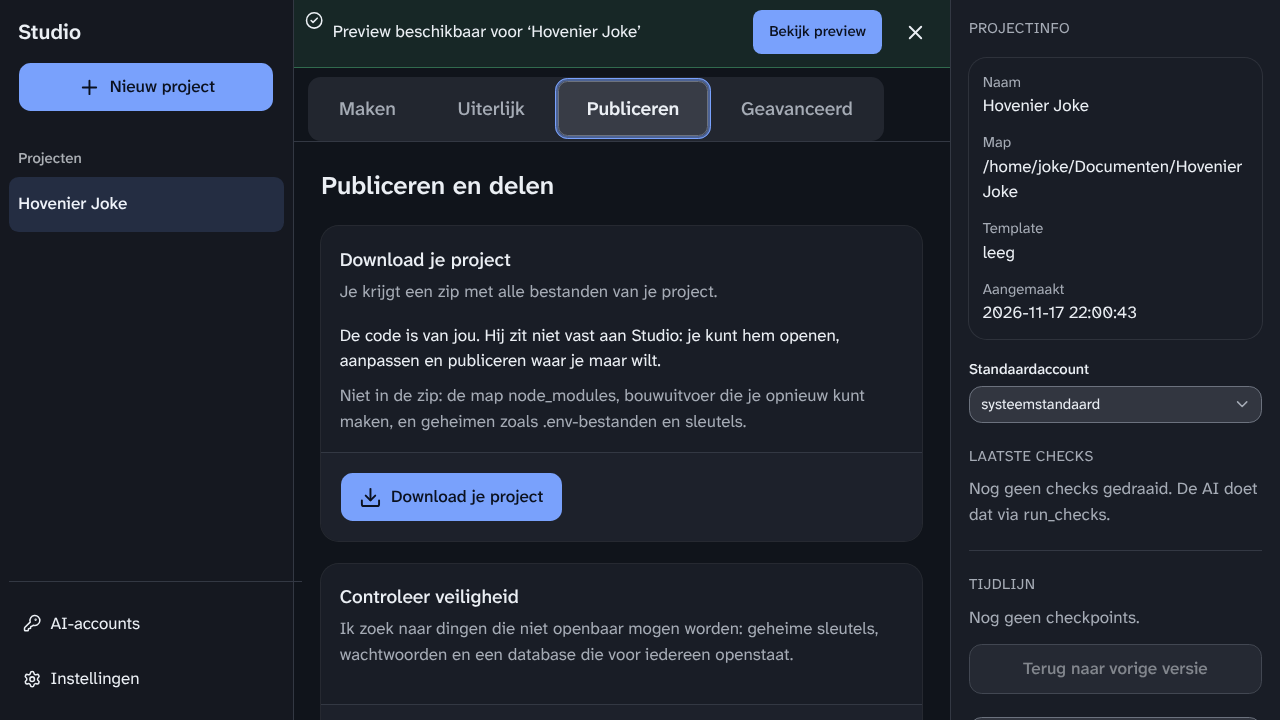 Studio
Nieuw project
Projecten
Hovenier Joke
AI-accounts
Instellingen
Preview beschikbaar voor ‘Hovenier Joke’
Bekijk preview
Maken
Uiterlijk
Publiceren
Geavanceerd
Publiceren en delen
Download je project
Je krijgt een zip met alle bestanden van je project.
De code is van jou. Hij zit niet vast aan Studio: je kunt hem openen,
aanpassen en publiceren waar je maar wilt.
Niet in de zip: de map node_modules, bouwuitvoer die je opnieuw kunt
maken, en geheimen zoals .env-bestanden en sleutels.
Download je project
Controleer veiligheid
Ik zoek naar dingen die niet openbaar mogen worden: geheime sleutels,
wachtwoorden en een database die voor iedereen openstaat.
PROJECTINFO
Naam
Hovenier Joke
Map
/home/joke/Documenten/Hovenier
Joke
Template
leeg
Aangemaakt
2026-11-17 22:00:43
Standaardaccount
systeemstandaard
LAATSTE CHECKS
Nog geen checks gedraaid. De AI doet
dat via run_checks.
TIJDLIJN
Nog geen checkpoints.
Terug naar vorige versie